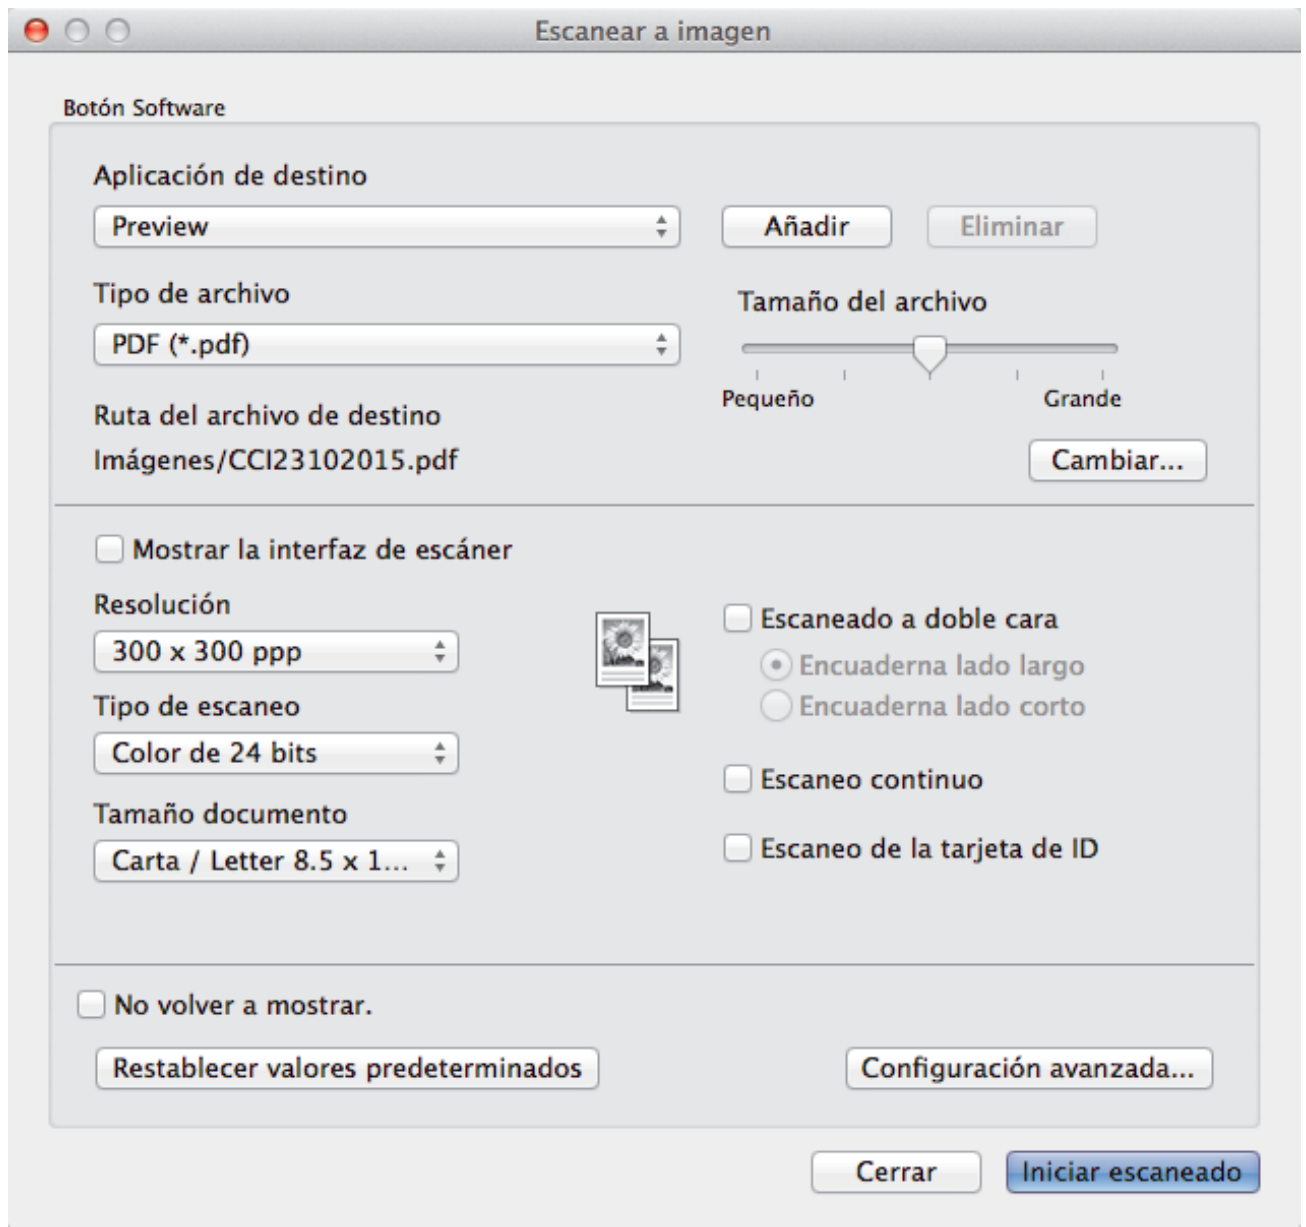 Escanear a imagen
Botón Software
Aplicación de destino
Preview
Añadir
Eliminar
Tipo de archivo
Tamaño del archivo
PDF (*.pdf)
Pequeño
Grande
Ruta del archivo de destino
Imágenes/CCI23102015.pdf
Cambiar...
Mostrar la interfaz de escáner
Resolución
Escaneado a doble cara
300 x 300 ppp
Encuaderna lado largo
Tipo de escaneo
Encuaderna lado corto
Color de 24 bits
Escaneo continuo
Tamaño documento
Escaneo de la tarjeta de ID
Carta / Letter 8.5 x 1...
No volver a mostrar.
Restablecer valores predeterminados
Configuración avanzada...
Cerrar
Iniciar escaneado